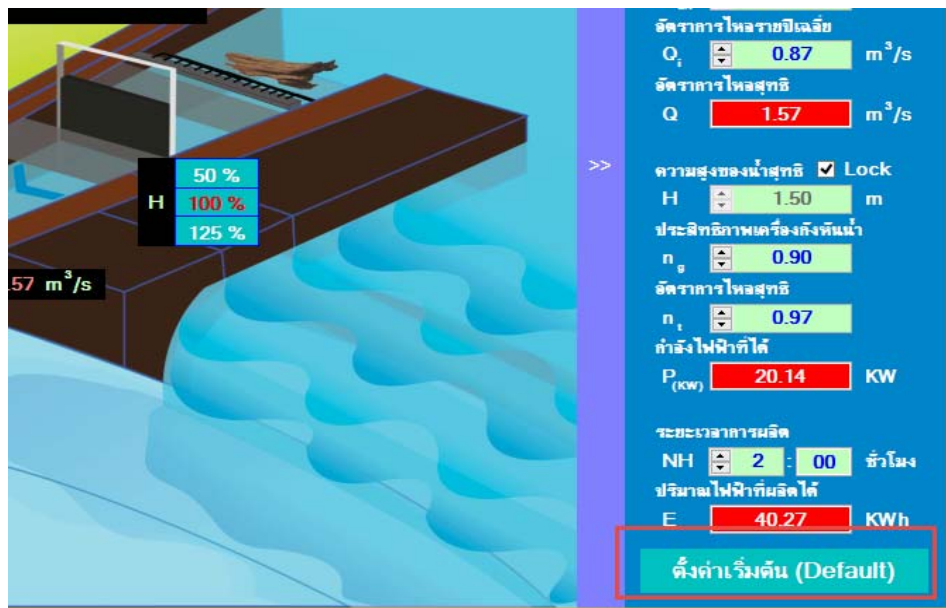 อัตราการไหลรายปีเฉลี่ย
Qi 0.87 m³/s
อัตราการไหลสุทธิ
Q 1.57 m³/s
>>
ความสูงของน้ำสุทธิ Lock
H 1.50 m
ประสิทธิภาพเครื่องกังหันน้ำ
ng 0.90
อัตราการไหลสุทธิ
nt 0.97
กำลังไฟฟ้าที่ได้
P(KW) 20.14 KW
ระยะเวลาการผลิต
NH 2 : 00 ชั่วโมง
ปริมาณไฟฟ้าที่ผลิตได้
E 40.27 KWh
ตั้งค่าเริ่มต้น (Default)
50 %
H 100 %
125 %
.57 m³/s